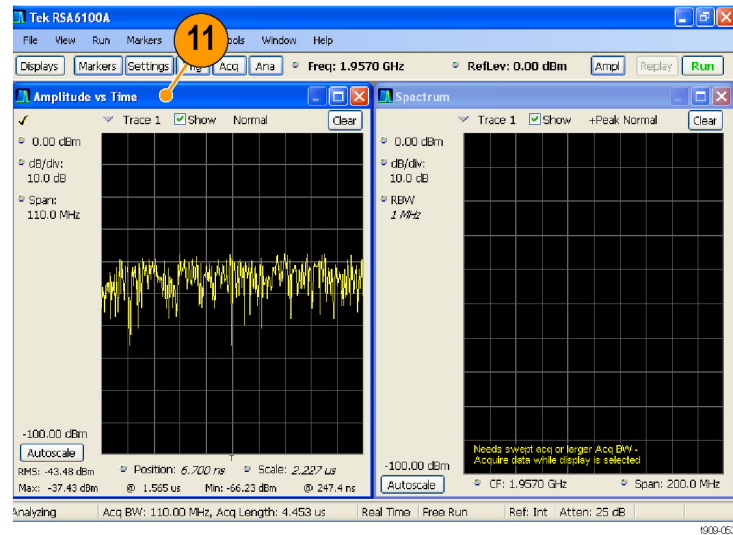 Tek RSA6100A
File View Run Markers ools Window Help
11
Displays Markers Settings Acq Ana Freq: 1.9570 GHz RefLev: 0.00 dBm Ampl Replay Run
Amplitude vs Time
Trace 1 Show Normal Clear
0.00 dBm
dB/div:
10.0 dB
Span:
110.0 MHz
-100.00 dBm
Autoscale
RMS: -43.48 dBm Position: 6.700 ns Scale: 2.227 us
Max: -37.43 dBm @ 1.565 us Min: -66.23 dBm @ 247.4 ns
Spectrum
Trace 1 Show +Peak Normal Clear
0.00 dBm
dB/div:
10.0 dB
RBW
1 MHz
Needs swept acq or larger Acq BW -
Acquire data while display is selected
-100.00 dBm
Autoscale CF: 1.9570 GHz Span: 200.0 MHz
Analyzing Acq BW: 110.00 MHz, Acq Length: 4.453 us Real Time Free Run Ref: Int Atten: 25 dB
1909-053